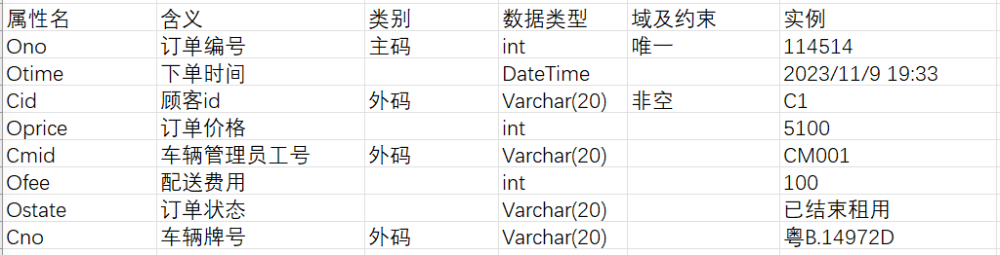 属性名 含义 类别 数据类型 域及约束 实例
Ono 订单编号 主码 int 唯一 114514
Otime 下单时间 DateTime 2023/11/9 19:33
Cid 顾客id 外码 Varchar(20) 非空 C1
Oprice 订单价格 int 5100
Cmid 车辆管理员工号 外码 Varchar(20) CM001
Ofee 配送费用 int 100
Ostate 订单状态 Varchar(20) 已结束租用
Cno 车辆牌号 外码 Varchar(20) 粤B.14972D